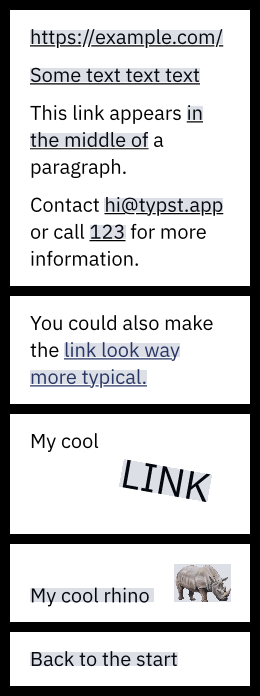 https://example.com/
Some text text text
This link appears in
the middle of a
paragraph.
Contact hi@typst.app
or call 123 for more
information.
You could also make
the link look way
more typical.
My cool
LINK
My cool rhino
Back to the start